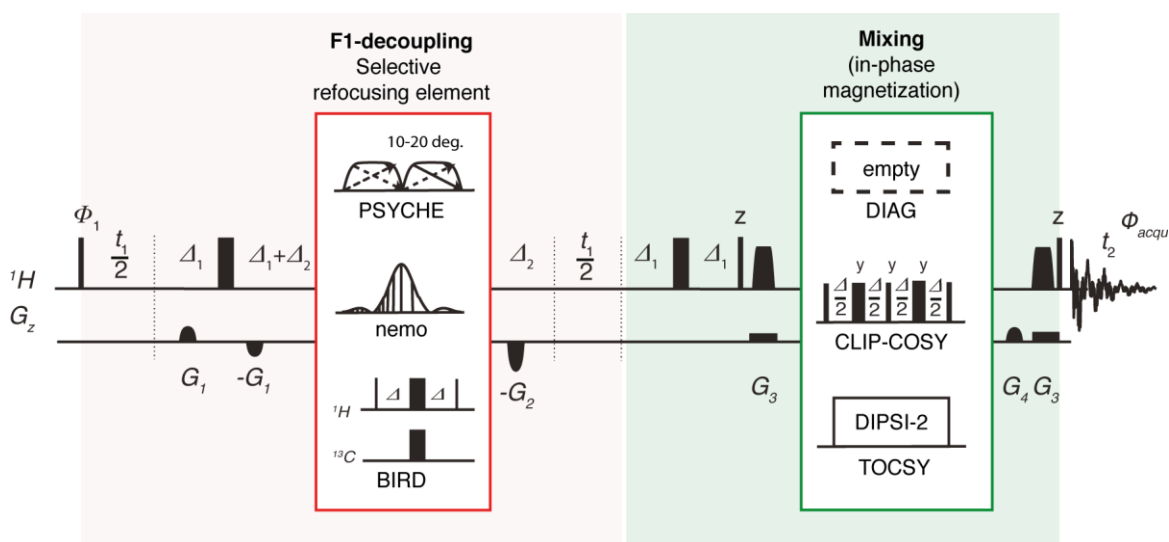 F1-decoupling
Selective
refocusing element
Mixing
(in-phase
magnetization)
10-20 deg.
PSYCHE
empty
DIAG
Φ1
t1
2
Δ1
Δ1+Δ2
Δ2
t1
2
Δ1
Δ1
z
z
t2
Φacqu
1H
nemo
y y y
Δ Δ Δ Δ
2 2 2 2
CLIP-COSY
Gz
G1
-G1
-G2
G3
G4 G3
1H
Δ Δ
13C
BIRD
DIPSI-2
TOCSY